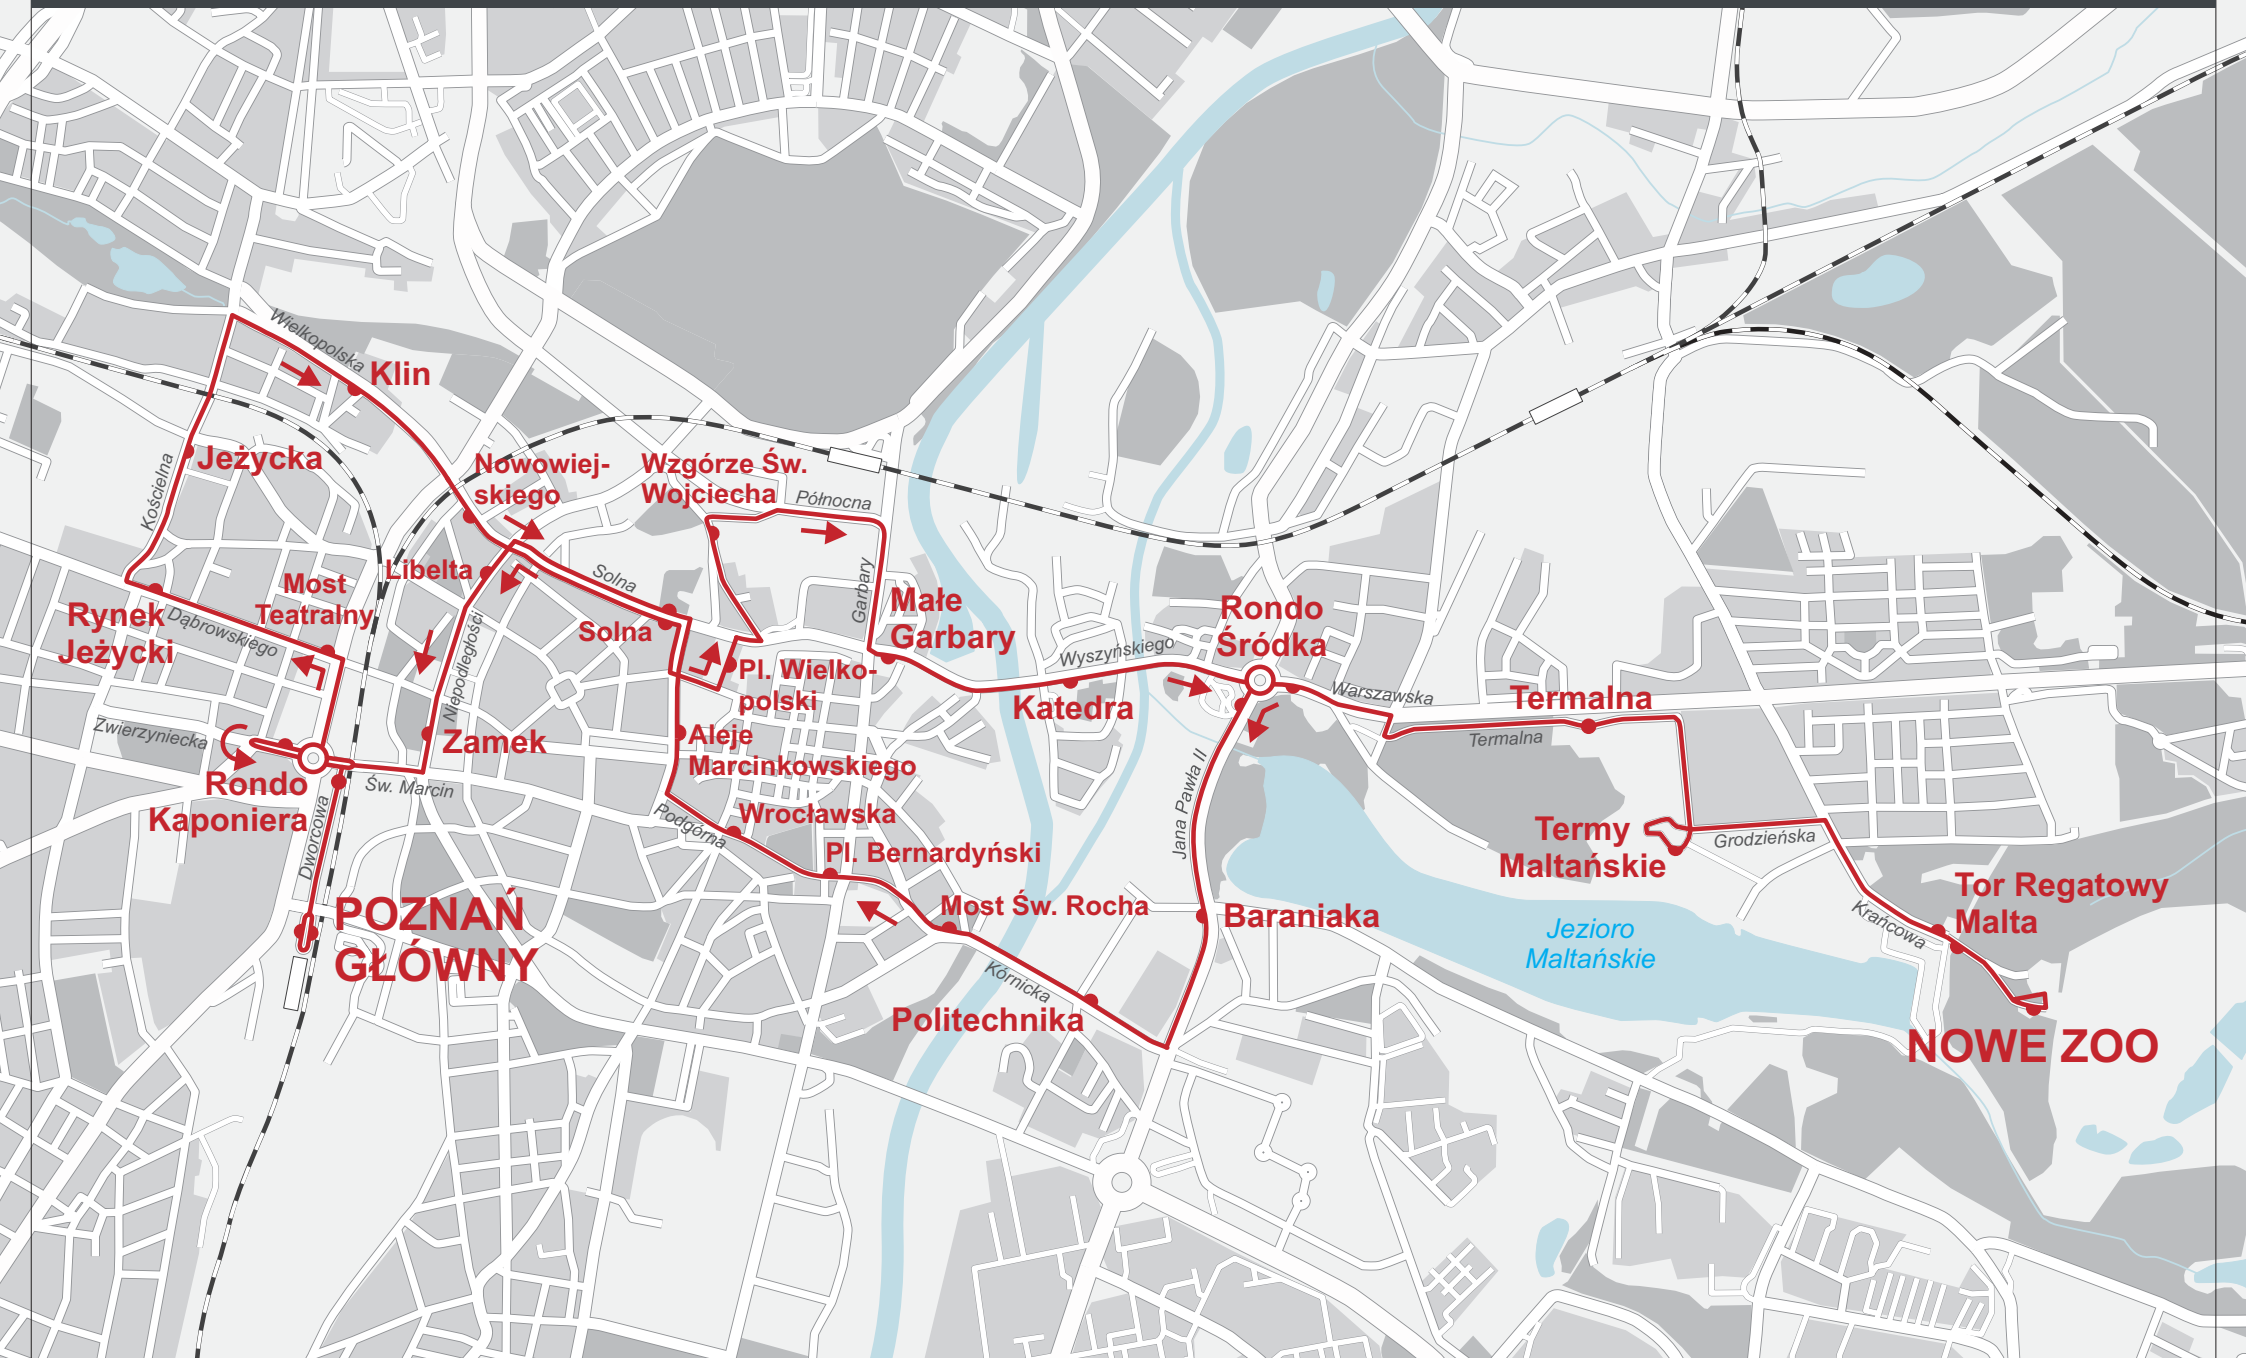 Wielkopolska
Klin
Jeżycka
Kościelna
Nowowiej-
skiego
Wzgórze Św.
Wojciecha
Północna
Libelta
Most
Teatralny
Solna
Solna
Garbary
Małe
Garbary
Rynek
Jeżycki
Dąbrowskiego
Niepodległości
Pl. Wielko-
polski
Wyszyńskiego
Katedra
Rondo
Śródka
Warszawska
Termalna
Termalna
Zwierzyniecka
Rondo
Kaponiera
Zamek
Św. Marcin
Dworcowa
Aleje
Marcinkowskiego
Podgórna
Wrocławska
Pl. Bernardyński
Most Św. Rocha
Jana Pawła II
Baraniaka
Termy
Maltańskie
Grodzieńska
Tor Regatowy
Malta
Krańcowa
POZNAŃ
GŁÓWNY
Jezioro
Maltańskie
Kórnicka
Politechnika
NOWE ZOO